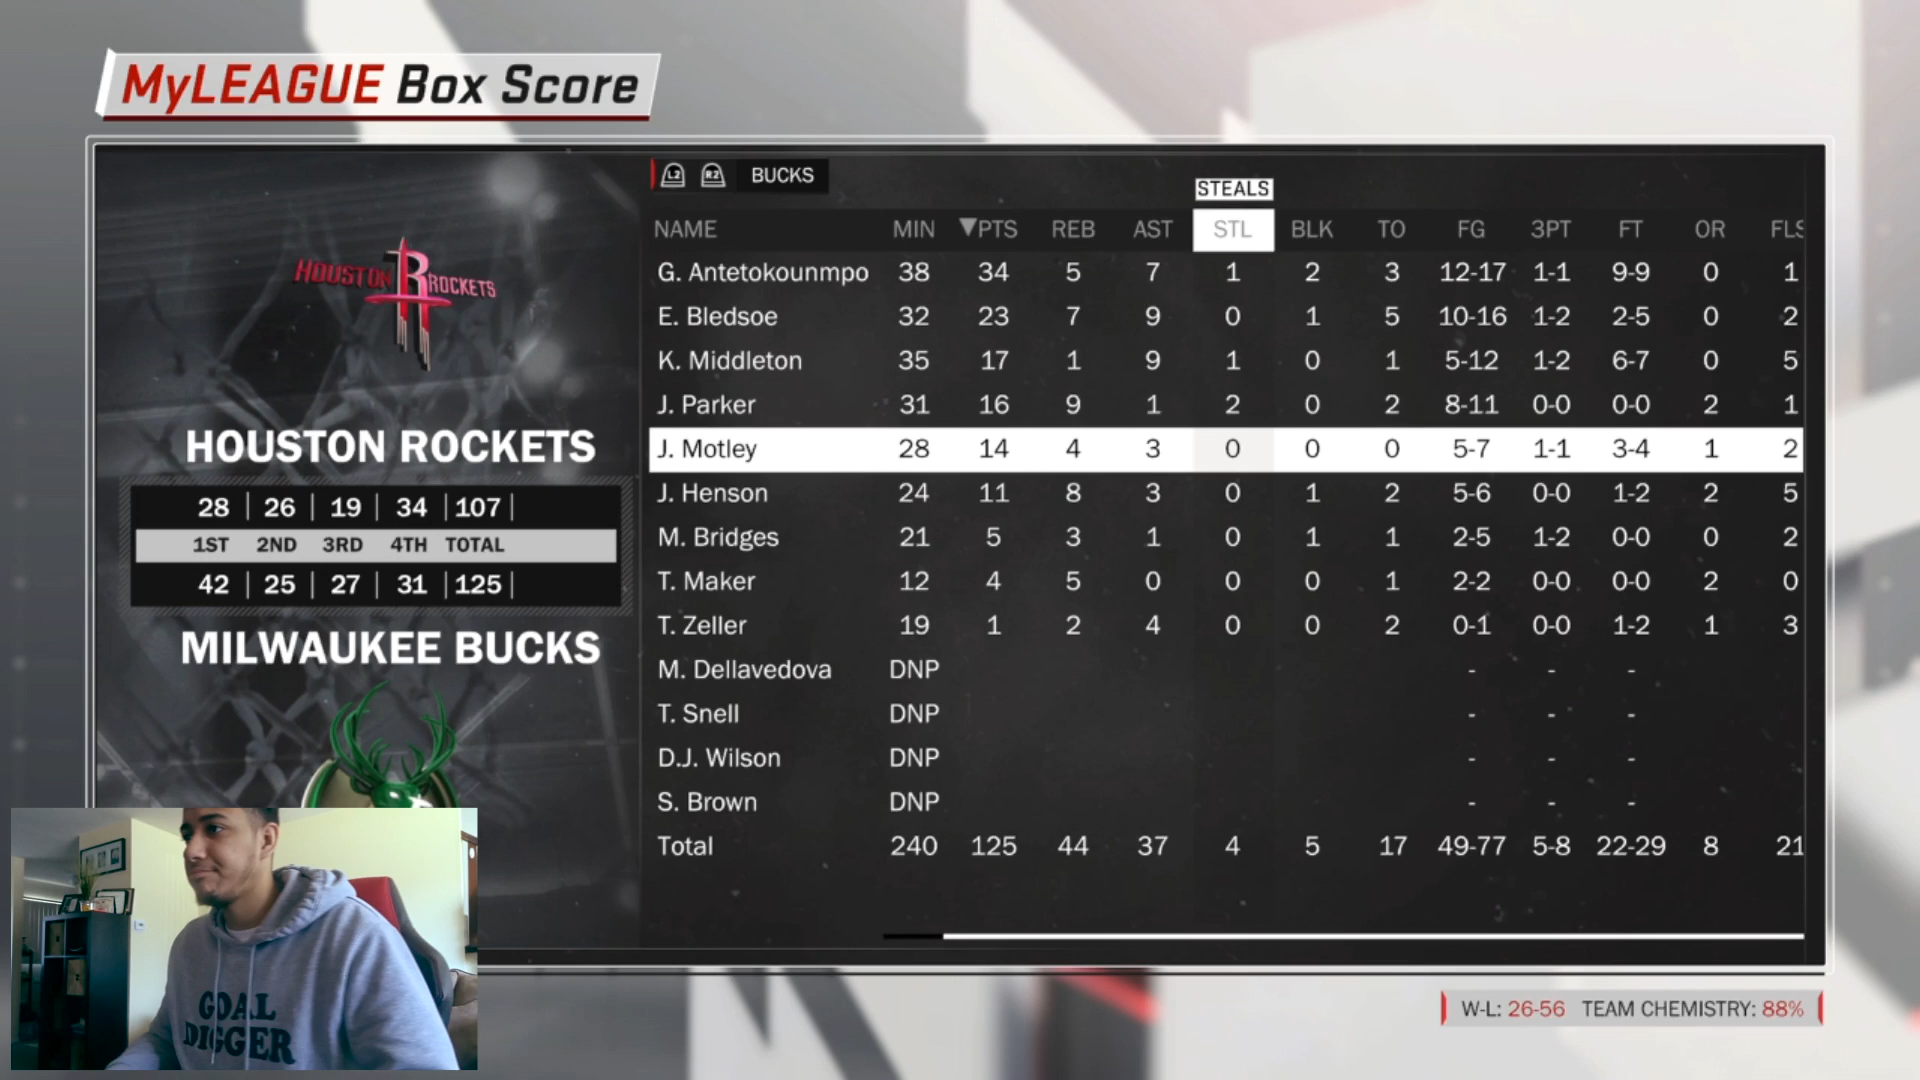 MyLEAGUE Box Score
HOUSTON ROCKETS
HOUSTON ROCKETS
28 | 26 | 19 | 34 | 107 |
1ST 2ND 3RD 4TH TOTAL
42 | 25 | 27 | 31 | 125 |
MILWAUKEE BUCKS
L2 R2 BUCKS
STEALS
NAME MIN ▼PTS REB AST STL BLK TO FG 3PT FT OR FLS
G. Antetokounmpo 38 34 5 7 1 2 3 12-17 1-1 9-9 0 1
E. Bledsoe 32 23 7 9 0 1 5 10-16 1-2 2-5 0 2
K. Middleton 35 17 1 9 1 0 1 5-12 1-2 6-7 0 5
J. Parker 31 16 9 1 2 0 2 8-11 0-0 0-0 2 1
J. Motley 28 14 4 3 0 0 0 5-7 1-1 3-4 1 2
J. Henson 24 11 8 3 0 1 2 5-6 0-0 1-2 2 5
M. Bridges 21 5 3 1 0 1 1 2-5 1-2 0-0 0 2
T. Maker 12 4 5 0 0 0 1 2-2 0-0 0-0 2 0
T. Zeller 19 1 2 4 0 0 2 0-1 0-0 1-2 1 3
M. Dellavedova DNP - - -
T. Snell DNP - - -
D.J. Wilson DNP - - -
S. Brown DNP - - -
Total 240 125 44 37 4 5 17 49-77 5-8 22-29 8 21
W-L: 26-56 TEAM CHEMISTRY: 88%
GOAL
DIGGER